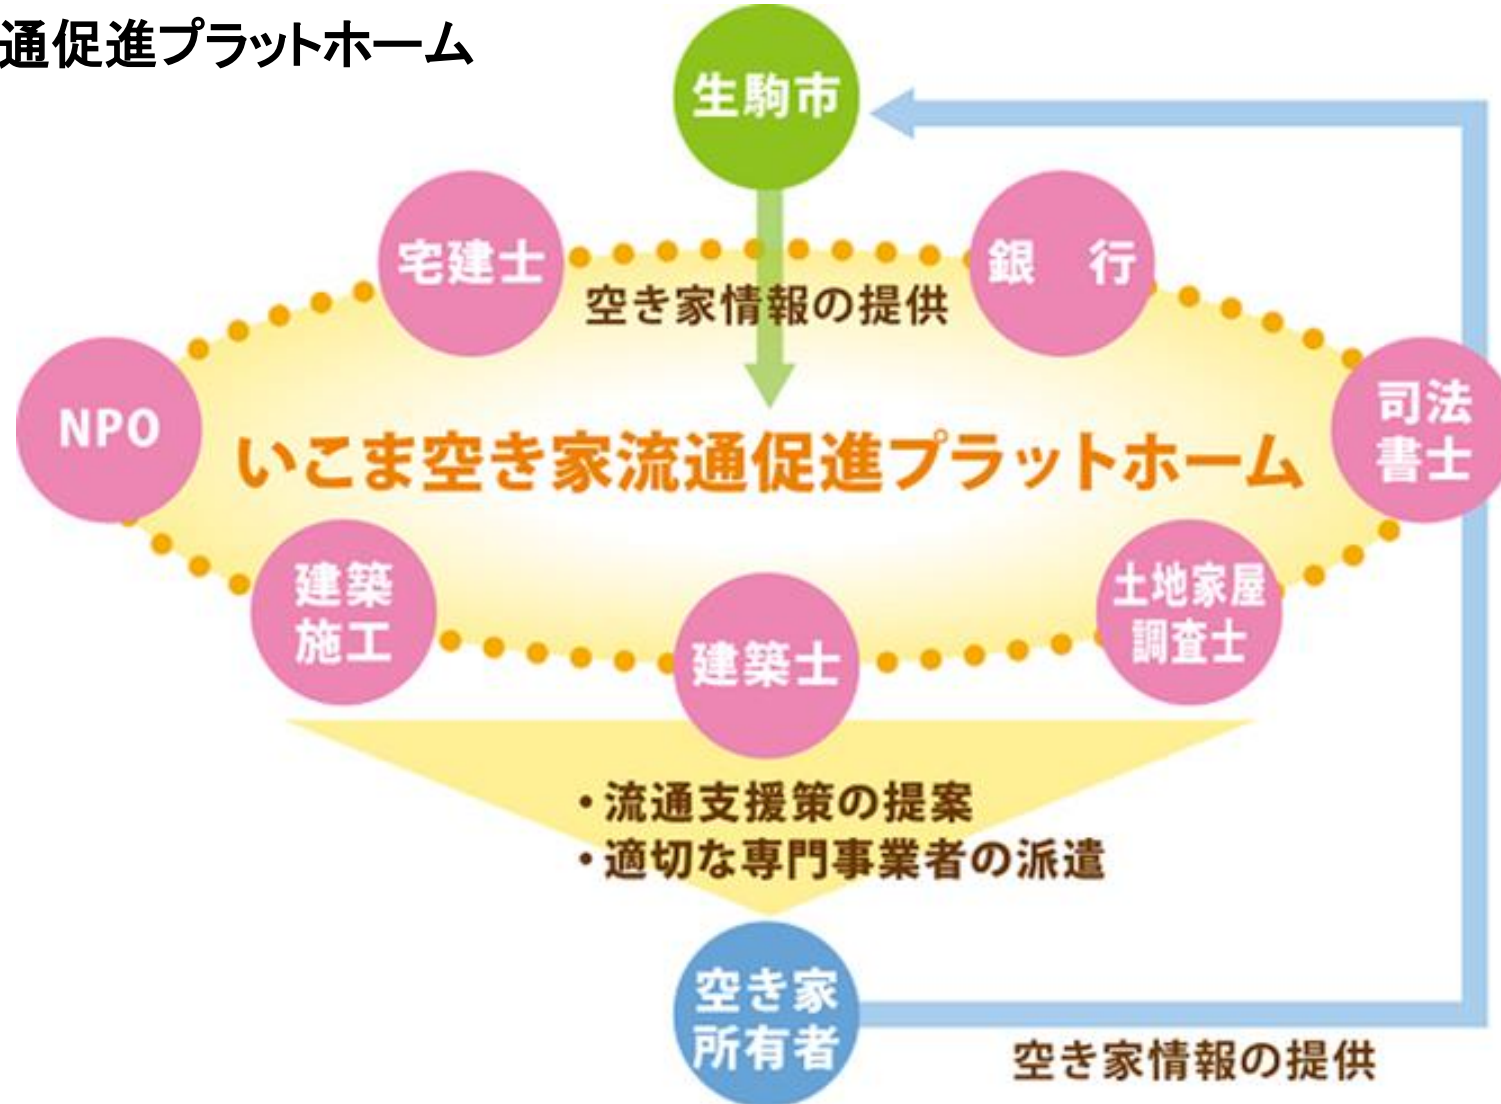 通促進プラットホーム
生駒市
宅建士
銀　行
空き家情報の提供
NPO
司法
書士
いこま空き家流通促進プラットホーム
建築
施工
建築士
土地家屋
調査士
・流通支援策の提案
・適切な専門事業者の派遣
空き家
所有者
空き家情報の提供